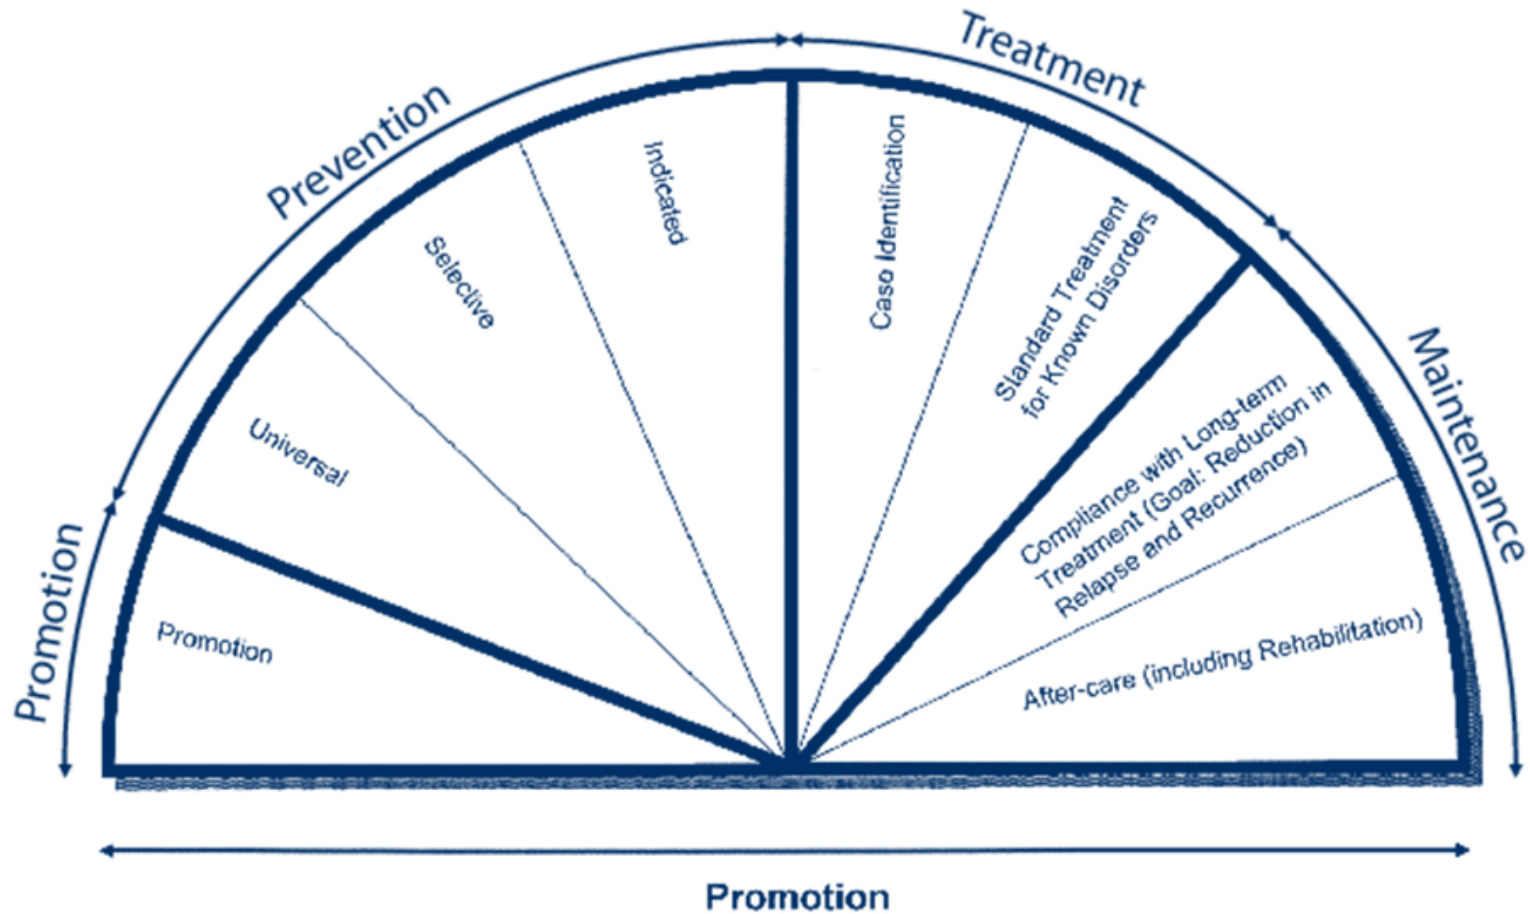 Prevention
Treatment
Maintenance
Promotion
Promotion
Universal
Selective
Indicated
Caso Identification
Standard Treatment
for Known Disorders
Compliance with Long-term
Treatment (Goal: Reduction in
Relapse and Recurrence)
After-care (including Rehabilitation)
Promotion